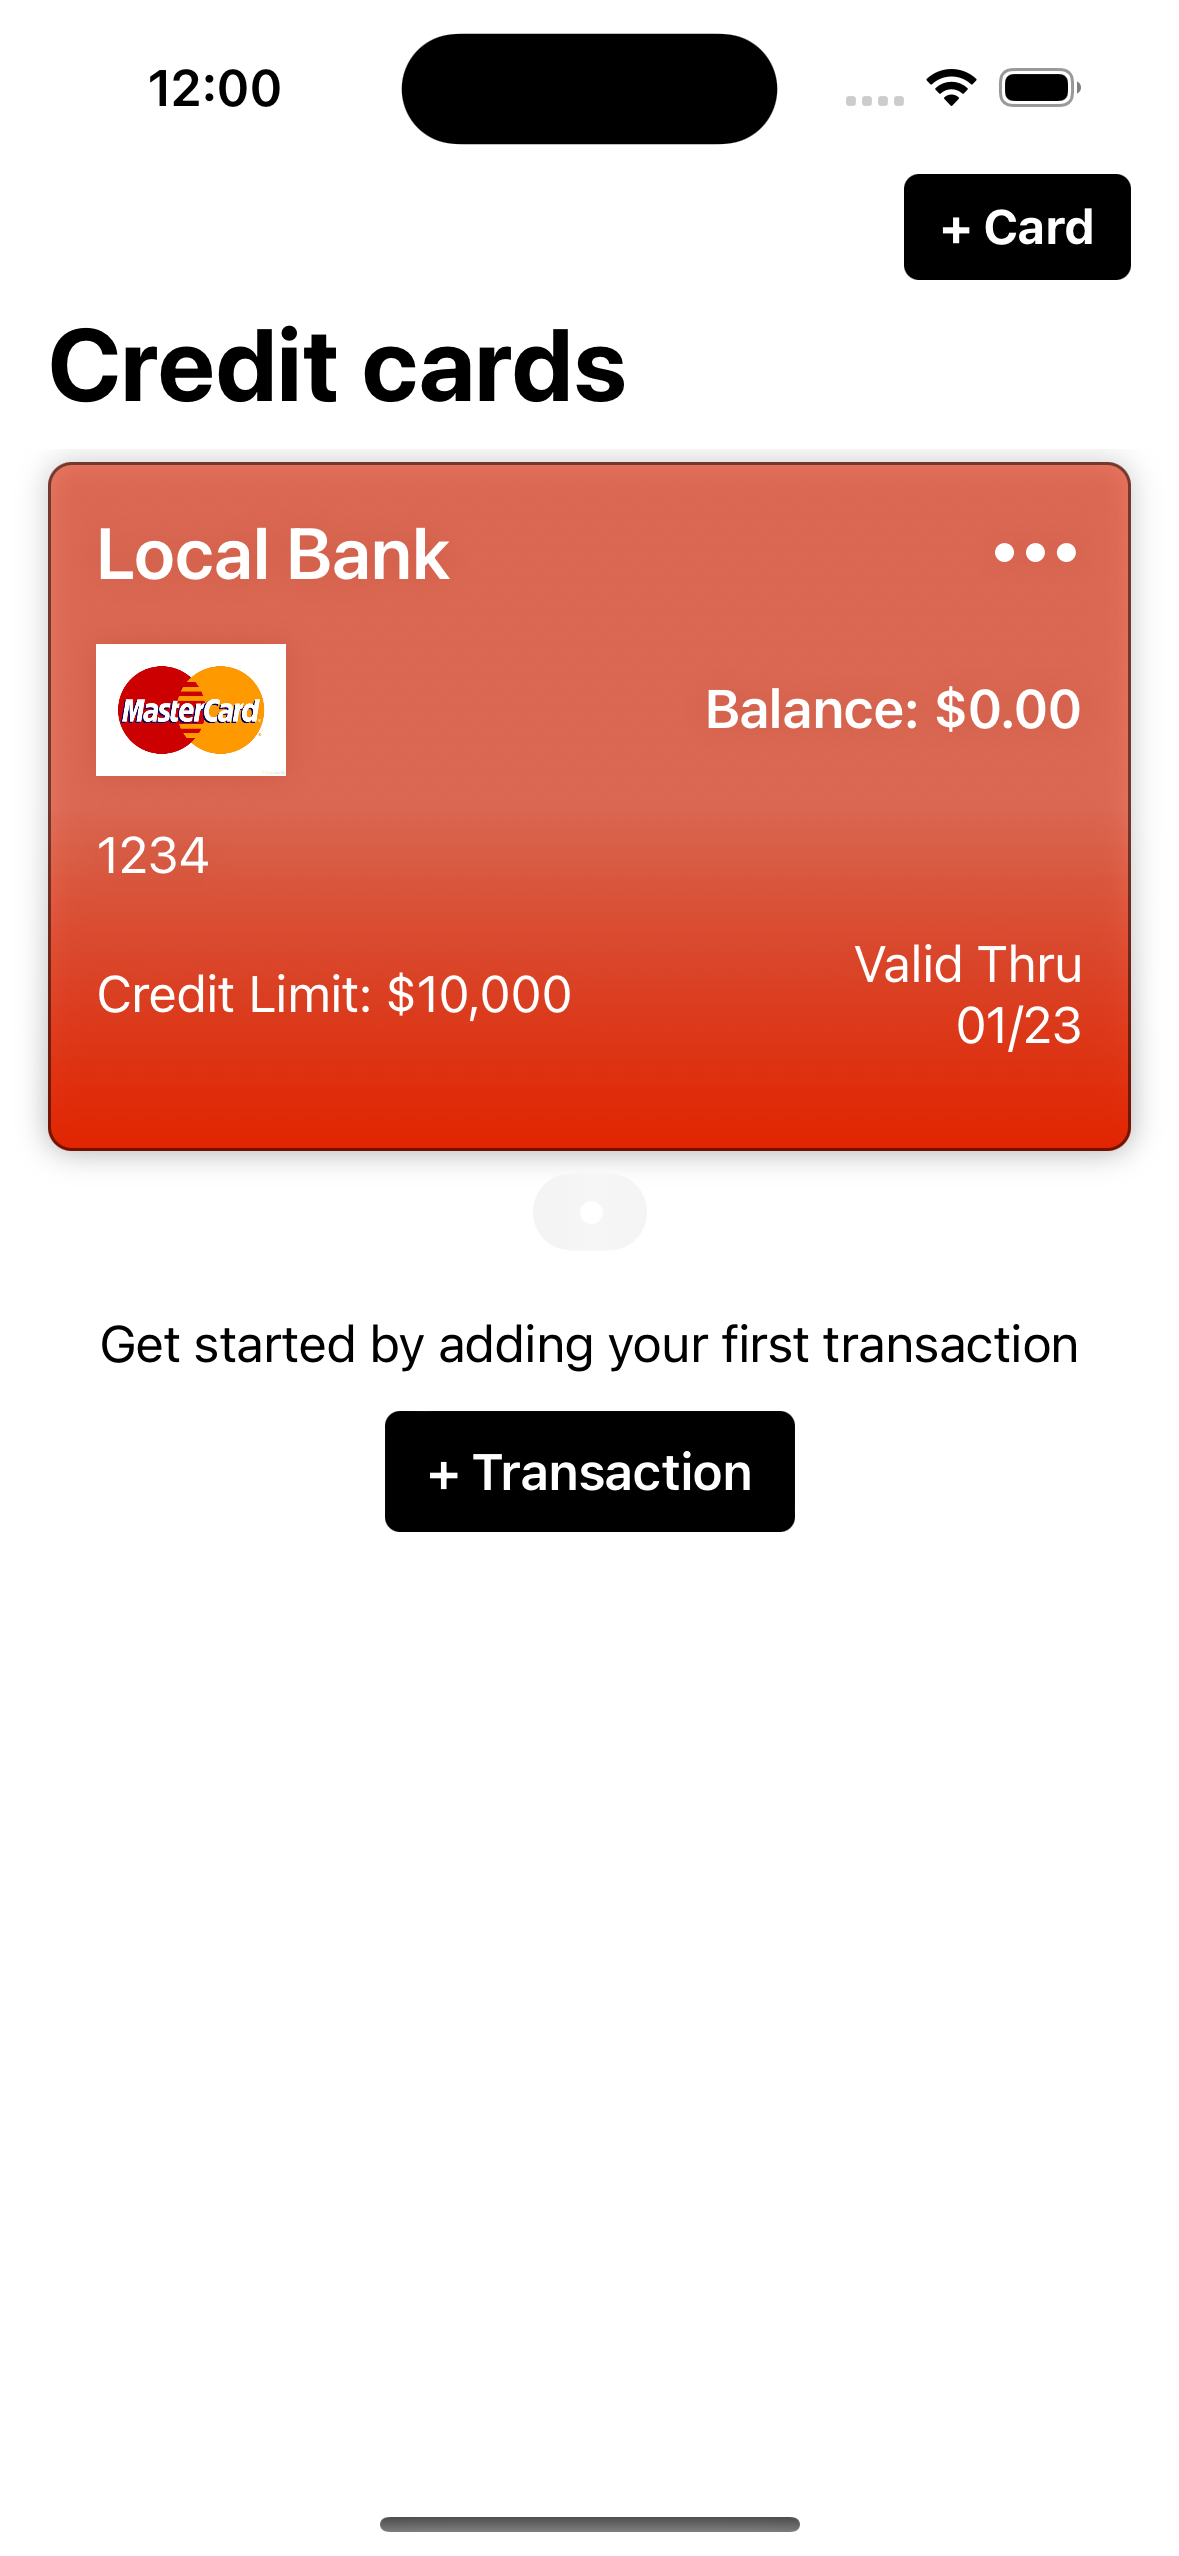 12:00
+ Card
Credit cards
Local Bank
MasterCard
Balance: $0.00
1234
Credit Limit: $10,000
Valid Thru
01/23
Get started by adding your first transaction
+ Transaction